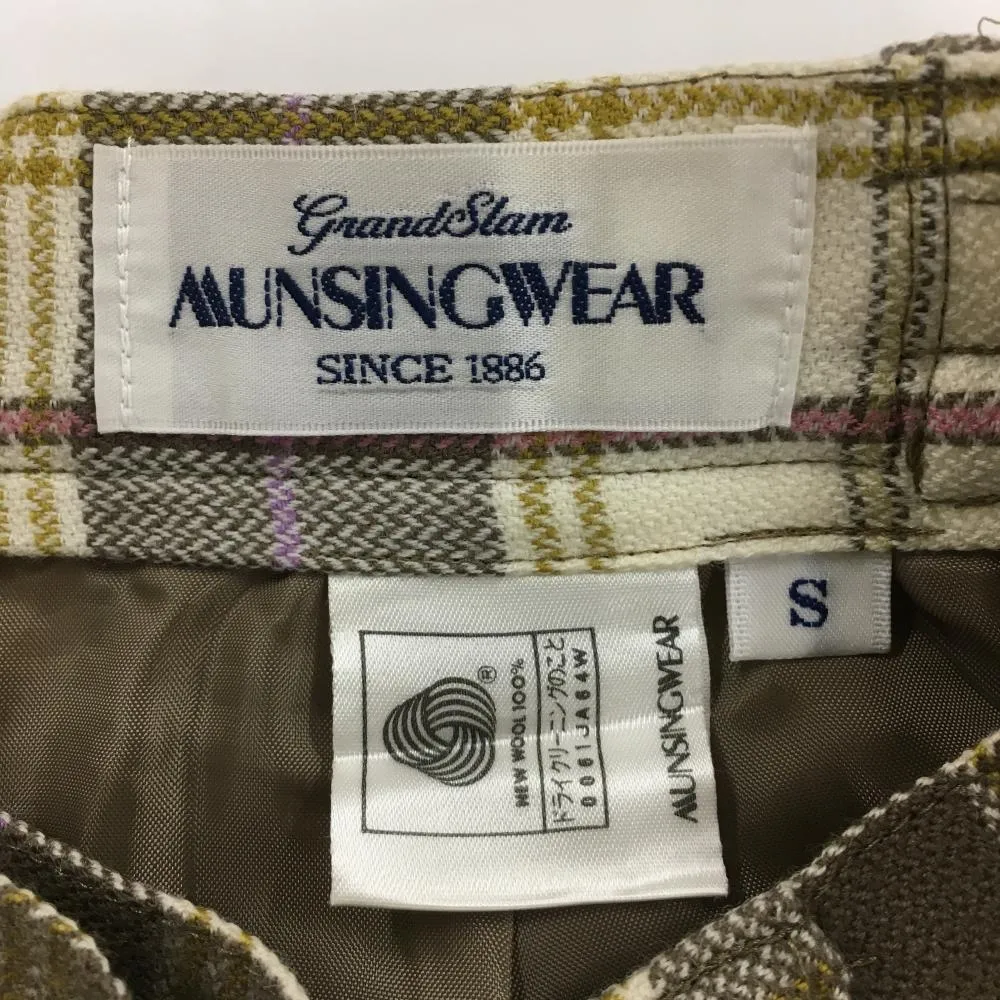 GrandSlam
MUNSINGWEAR
SINCE 1886
S
®
NEW WOOL 100%
ドライクリーニングのこと
0061JA64W
MUNSINGWEAR